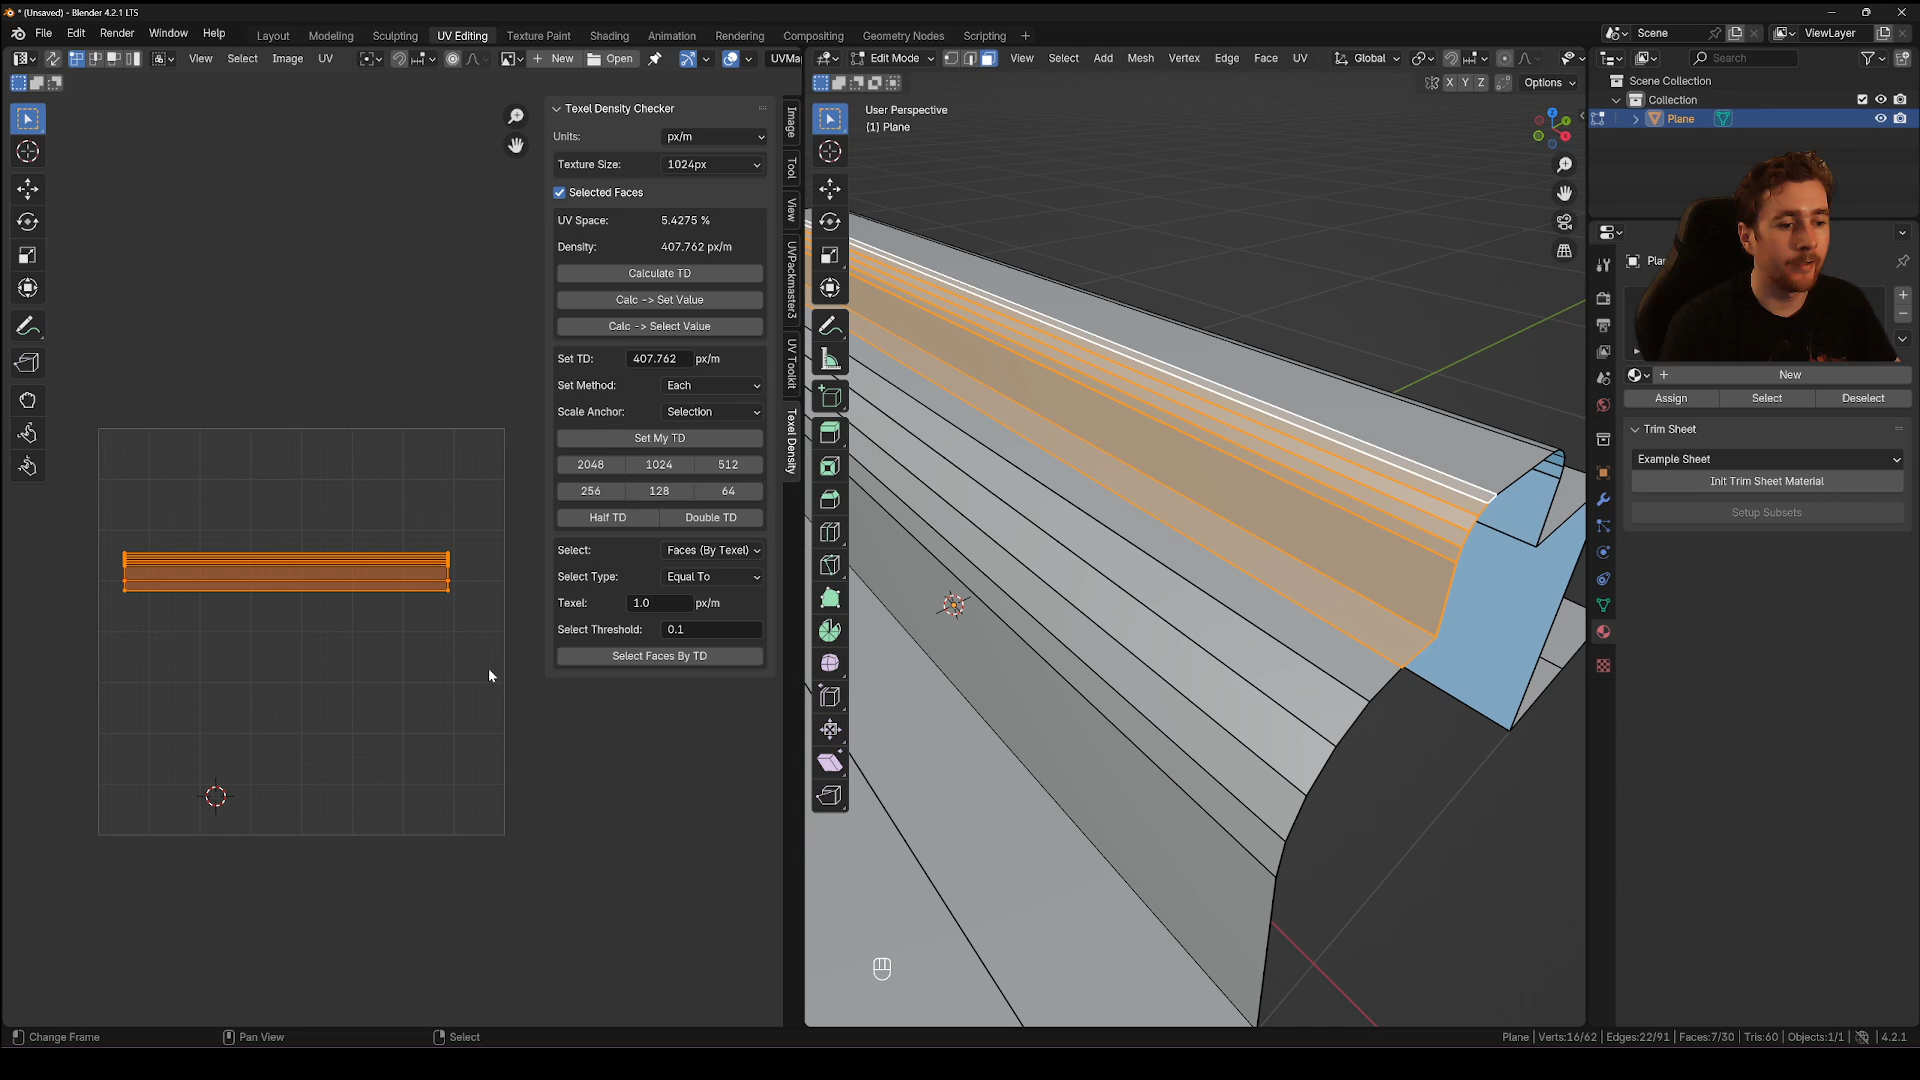 * (Unsaved) - Blender 4.2.1 LTS
File Edit Render Window Help
Layout Modeling Sculpting UV Editing Texture Paint Shading Animation Rendering Compositing Geometry Nodes Scripting +
Scene
ViewLayer
View Select Image UV
New
Open
UVMap
Edit Mode
View Select Add Mesh Vertex Edge Face UV
Global
Search
X Y Z
Options
Scene Collection
Collection
Plane
User Perspective
(1) Plane
Texel Density Checker
Units: px/m
Texture Size: 1024px
Selected Faces
UV Space: 5.4275 %
Density: 407.762 px/m
Calculate TD
Calc -> Set Value
Calc -> Select Value
Set TD: 407.762 px/m
Set Method: Each
Scale Anchor: Selection
Set My TD
2048 1024 512
256 128 64
Half TD Double TD
Select: Faces (By Texel)
Select Type: Equal To
Texel: 1.0 px/m
Select Threshold: 0.1
Select Faces By TD
Image
Tool
View
UVPackmaster3
UV Toolkit
Texel Density
Plan
New
Assign Select Deselect
Trim Sheet
Example Sheet
Init Trim Sheet Material
Setup Subsets
Change Frame
Pan View
Select
Plane | Verts:16/62 | Edges:22/91 | Faces:7/30 | Tris:60 | Objects:1/1 | 4.2.1